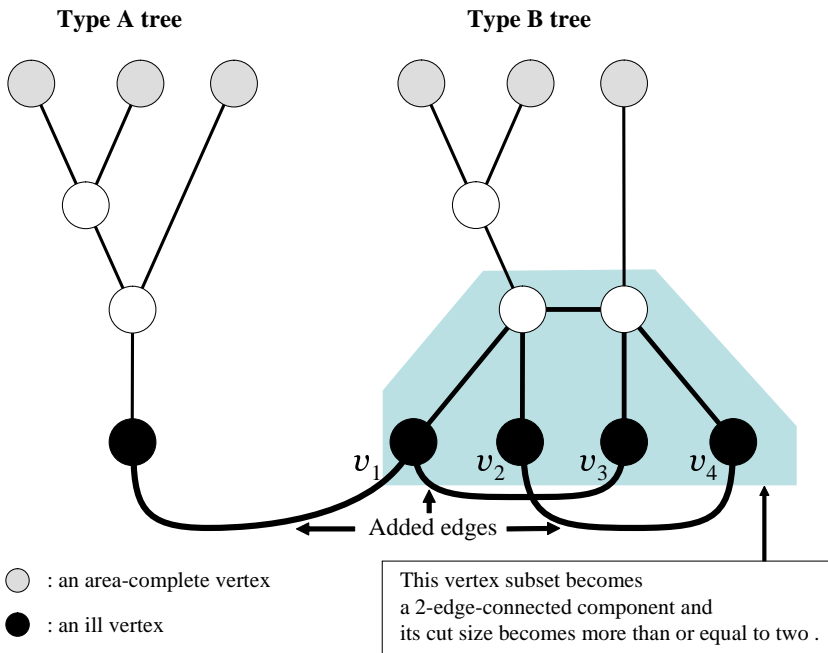 Type A tree
Type B tree
v1
v2
v3
v4
Added edges
: an area-complete vertex
: an ill vertex
This vertex subset becomes
a 2-edge-connected component and
its cut size becomes more than or equal to two .